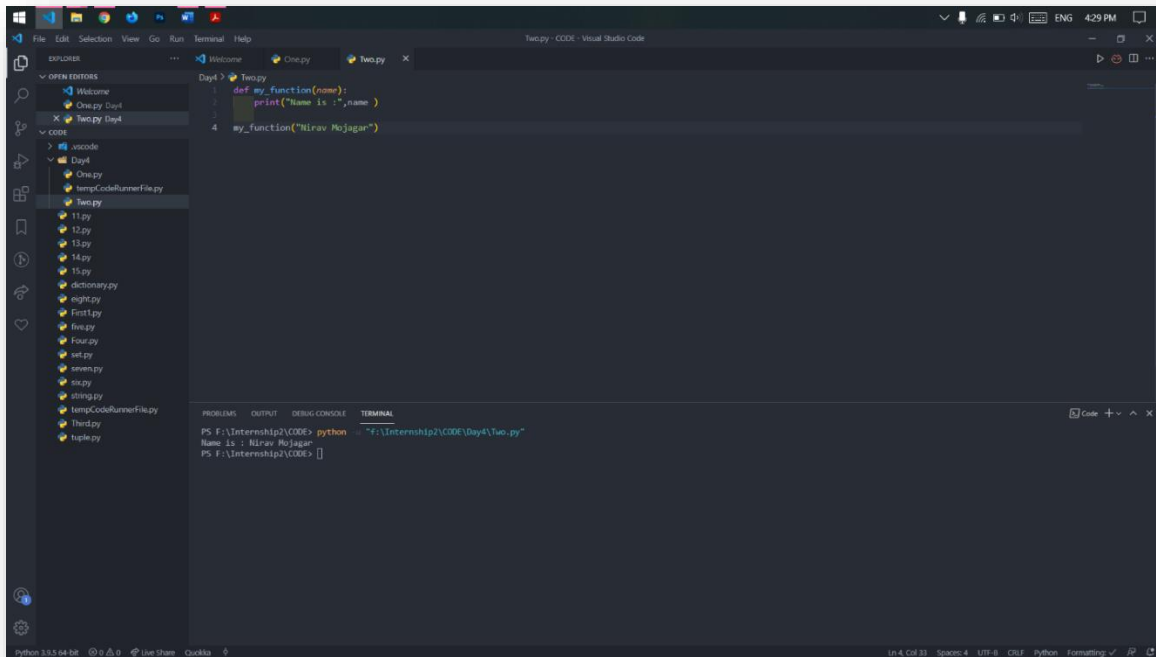 ENG 4:29 PM
File Edit Selection View Go Run Terminal Help
Two.py - CODE - Visual Studio Code
EXPLORER
OPEN EDITORS
Welcome
One.py Day4
Two.py Day4
CODE
.vscode
Day4
One.py
tempCodeRunnerFile.py
Two.py
11.py
12.py
13.py
14.py
15.py
dictionary.py
eight.py
First1.py
five.py
Four.py
set.py
seven.py
six.py
string.py
tempCodeRunnerFile.py
Third.py
tuple.py
Welcome One.py Two.py
Day4 > Two.py
1 def my_function(name):
2 print("Name is :",name )
3
4 my_function("Nirav Mojagar")
PROBLEMS OUTPUT DEBUG CONSOLE TERMINAL
Code
PS F:\Internship2\CODE> python -u "f:\Internship2\CODE\Day4\Two.py"
Name is : Nirav Mojagar
PS F:\Internship2\CODE>
Python 3.9.5 64-bit 0 0 Live Share Quokka
Ln 4, Col 33 Spaces: 4 UTF-8 CRLF Python Formatting: ✓